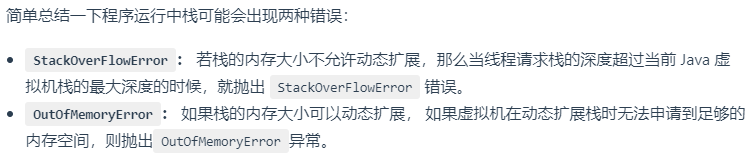 简单总结一下程序运行中栈可能会出现两种错误：
• StackOverFlowError： 若栈的内存大小不允许动态扩展，那么当线程请求栈的深度超过当前 Java 虚
拟机栈的最大深度的时候，就抛出 StackOverFlowError 错误。
• OutOfMemoryError： 如果栈的内存大小可以动态扩展， 如果虚拟机在动态扩展栈时无法申请到足够的
内存空间，则抛出 OutOfMemoryError 异常。